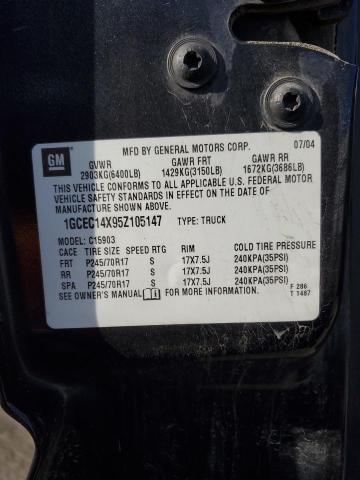 MFD BY GENERAL MOTORS CORP. 07/04
GM
GVWR GAWR FRT GAWR RR
2903KG(6400LB) 1429KG(3150LB) 1672KG(3686LB)
THIS VEHICLE CONFORMS TO ALL APPLICABLE U.S. FEDERAL MOTOR
VEHICLE SAFETY STANDARDS IN EFFECT ON THE DATE OF
MANUFACTURE SHOWN ABOVE.
1GCEC14X95Z105147 TYPE: TRUCK
MODEL: C15903
CACE TIRE SIZE SPEED RTG RIM COLD TIRE PRESSURE
FRT P245/70R17 S 17X7.5J 240KPA(35PSI)
RR P245/70R17 S 17X7.5J 240KPA(35PSI)
SPA P245/70R17 S 17X7.5J 240KPA(35PSI)
SEE OWNER'S MANUAL FOR MORE INFORMATION. F 286
T 1487